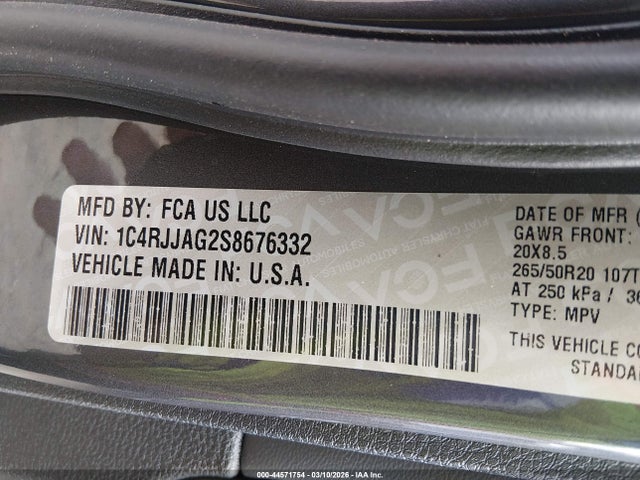 MFD BY: FCA US LLC
VIN: 1C4RJJAG2S8676332
VEHICLE MADE IN: U.S.A.
DATE OF MFR
GAWR FRONT:
20X8.5
265/50R20 107T
AT 250 kPa /
TYPE: MPV
THIS VEHICLE
STANDA
00-44571754 - 03/10/2026 - IAA Inc.